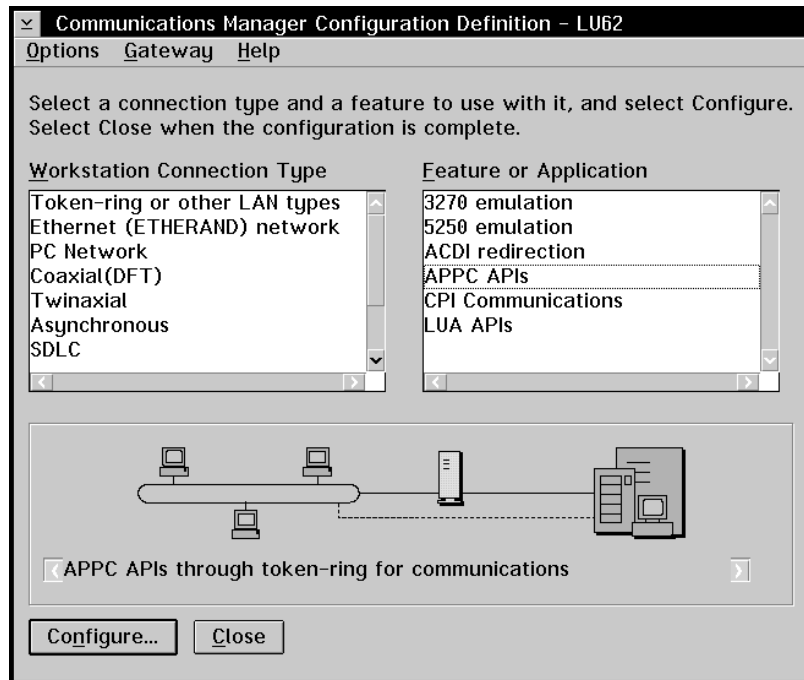 Communications Manager Configuration Definition - LU62
Options Gateway Help
Select a connection type and a feature to use with it, and select Configure.
Select Close when the configuration is complete.
Workstation Connection Type
Token-ring or other LAN types
Ethernet (ETHERAND) network
PC Network
Coaxial(DFT)
Twinaxial
Asynchronous
SDLC
Feature or Application
3270 emulation
5250 emulation
ACDI redirection
APPC APIs
CPI Communications
LUA APIs
APPC APIs through token-ring for communications
Configure... Close